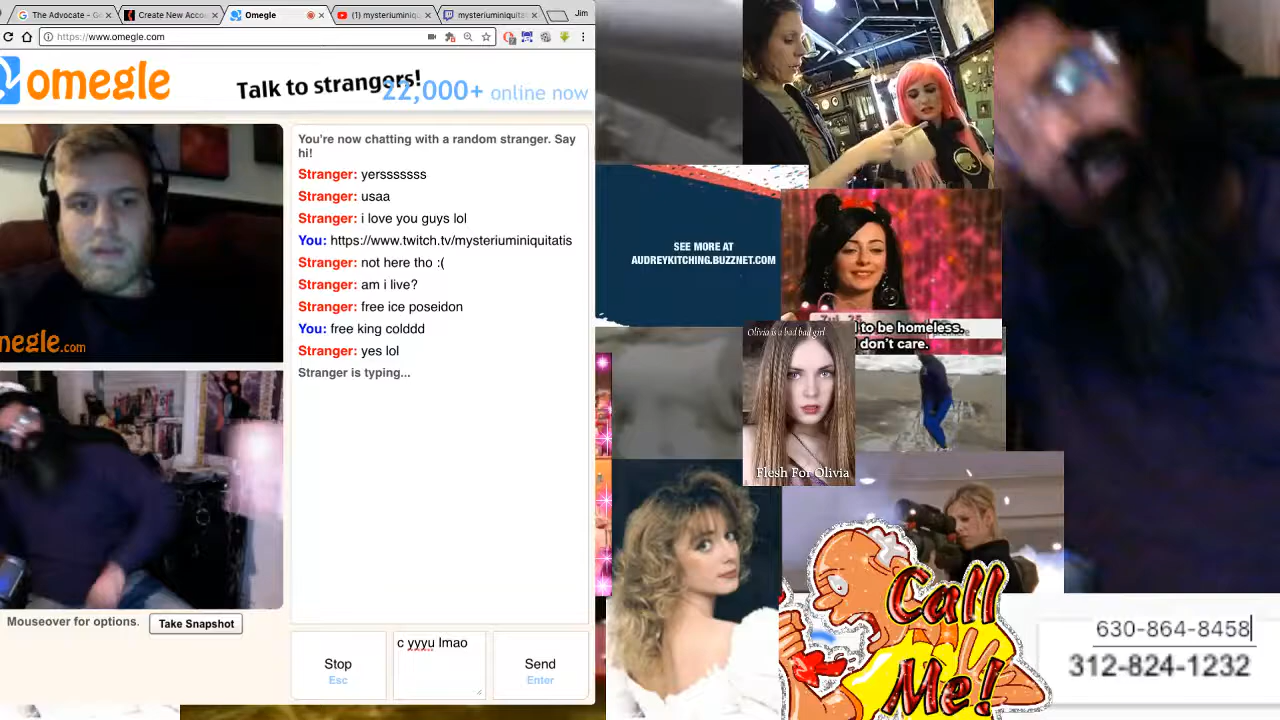 The Advocate - G
Create New Acco
Omegle
(1) mysteriuminiq
mysteriuminiquitat
Jim
https://www.omegle.com
omegle
Talk to strangers!
22,000+ online now
You're now chatting with a random stranger. Say
hi!
Stranger: yersssssss
Stranger: usaa
Stranger: i love you guys lol
You: https://www.twitch.tv/mysteriuminiquitatis
Stranger: not here tho :(
Stranger: am i live?
Stranger: free ice poseidon
You: free king colddd
Stranger: yes lol
Stranger is typing...
negle.com
Mouseover for options.
Take Snapshot
Stop
Esc
c yyyu lmao
Send
Enter
SEE MORE AT
AUDREYKITCHING.BUZZNET.COM
to be homeless.
don't care.
Olivia is a bad bad girl
Flesh For Olivia
Call
Me!
630-864-8458
312-824-1232